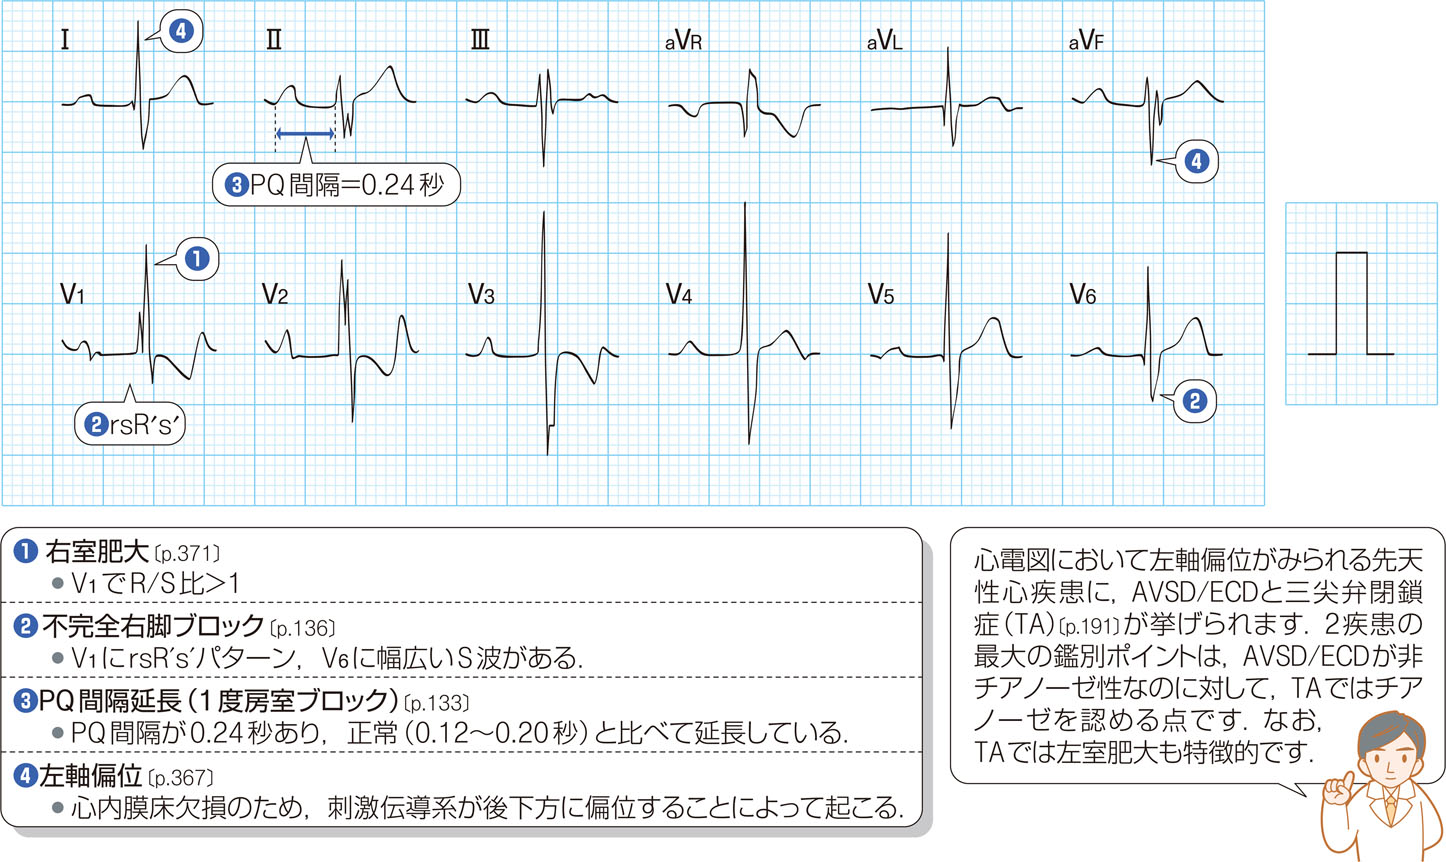 I II III aVR aVL aVF
❹
❸PQ間隔＝0.24秒
❹
❶
V1 V2 V3 V4 V5 V6
❷rsR′s′
❷
❶ 右室肥大〔p.371〕
● V1でR/S比＞1
❷ 不完全右脚ブロック〔p.136〕
● V1にrsR′s′パターン，V6に幅広いS波がある．
❸PQ間隔延長（1度房室ブロック）〔p.133〕
● PQ間隔が0.24秒あり，正常（0.12〜0.20秒）と比べて延長している．
❹左軸偏位〔p.367〕
● 心内膜床欠損のため，刺激伝導系が後下方に偏位することによって起こる．
心電図において左軸偏位がみられる先天
性心疾患に，AVSD/ECDと三尖弁閉鎖
症（TA）〔p.191〕が挙げられます．2疾患の
最大の鑑別ポイントは，AVSD/ECDが非
チアノーゼ性なのに対して，TAではチア
ノーゼを認める点です．なお，
TAでは左室肥大も特徴的です．